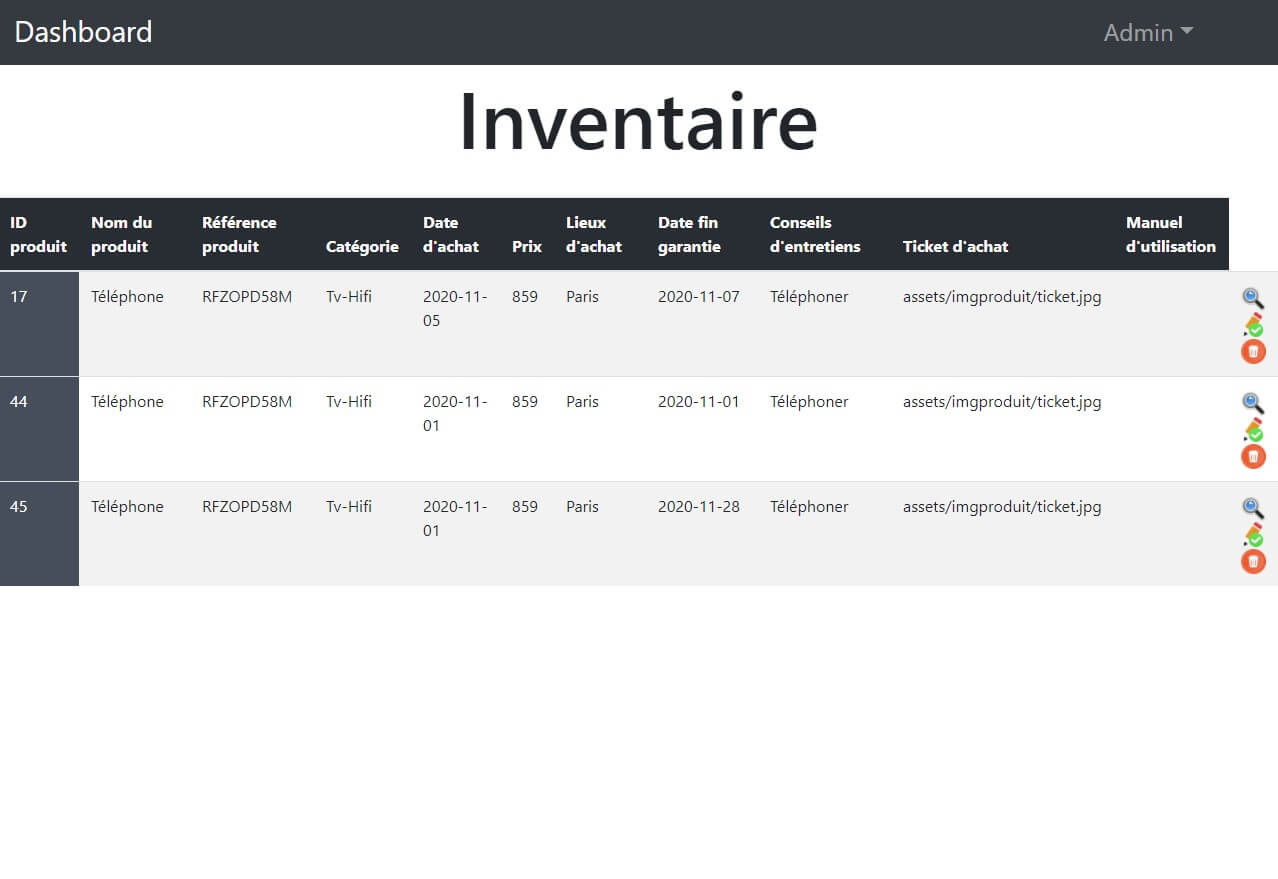 Dashboard
Admin
Inventaire
ID produit
Nom du produit
Référence produit
Catégorie
Date d'achat
Prix
Lieux d'achat
Date fin garantie
Conseils d'entretiens
Ticket d'achat
Manuel d'utilisation
17 Téléphone RFZOPD58M Tv-Hifi 2020-11-05 859 Paris 2020-11-07 Téléphoner assets/imgproduit/ticket.jpg
44 Téléphone RFZOPD58M Tv-Hifi 2020-11-01 859 Paris 2020-11-01 Téléphoner assets/imgproduit/ticket.jpg
45 Téléphone RFZOPD58M Tv-Hifi 2020-11-01 859 Paris 2020-11-28 Téléphoner assets/imgproduit/ticket.jpg